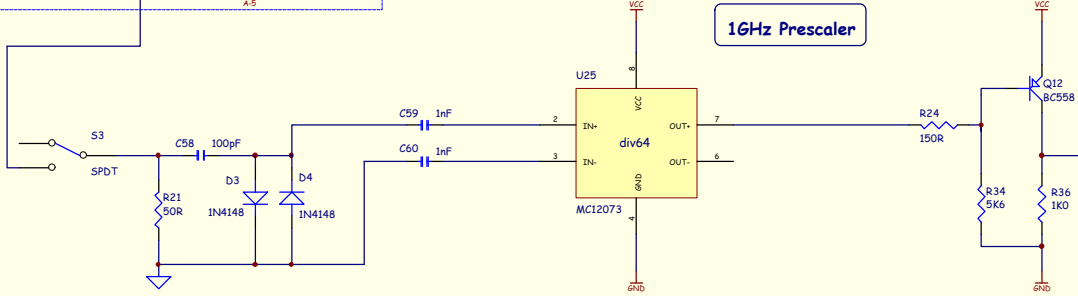 A-5
VCC
1GHz Prescaler
VCC
U25
8
VCC
Q12
BC558
C59 1nF
2 IN+
OUT+ 7
R24
150R
S3
SPDT
C58 100pF
C60 1nF
3 IN-
div64
OUT- 6
D3
1N4148
D4
1N4148
R21
50R
GND
4
MC12073
R34
5K6
R36
1K0
GND
GND